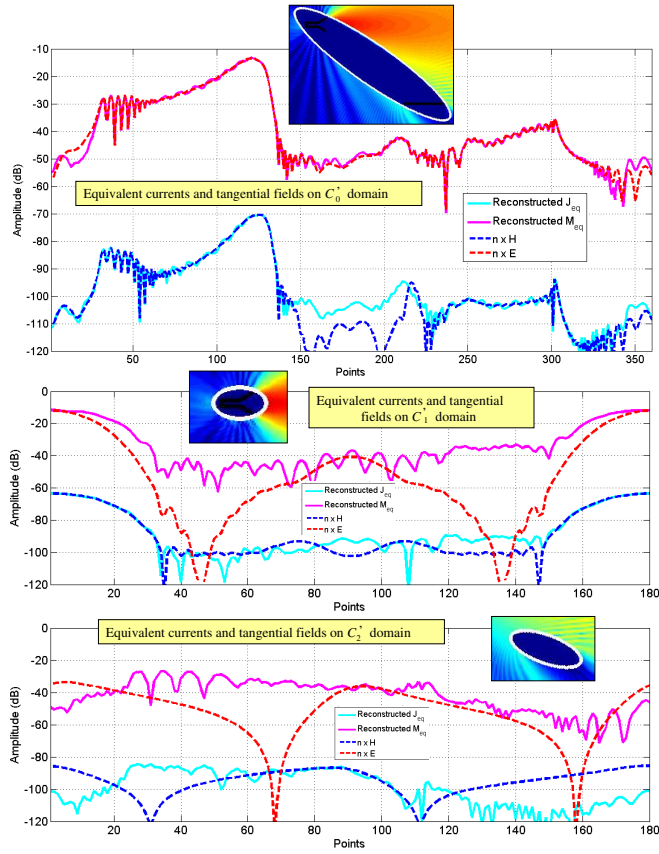 -10
-20
-30
-40
-50
-60
-70
-80
-90
-100
-110
-120
Amplitude (dB)
50
100
150
200
250
300
350
Points
Equivalent currents and tangential fields on C0’ domain
Reconstructed Jeq
Reconstructed Meq
n x H
n x E
0
-20
-40
-60
-80
-100
-120
Amplitude (dB)
20
40
60
80
100
120
140
160
180
Points
Equivalent currents and tangential
fields on C1’ domain
Reconstructed Jeq
Reconstructed Meq
n x H
n x E
0
-20
-40
-60
-80
-100
-120
Amplitude (dB)
20
40
60
80
100
120
140
160
180
Points
Equivalent currents and tangential fields on C2’ domain
Reconstructed Jeq
Reconstructed Meq
n x H
n x E